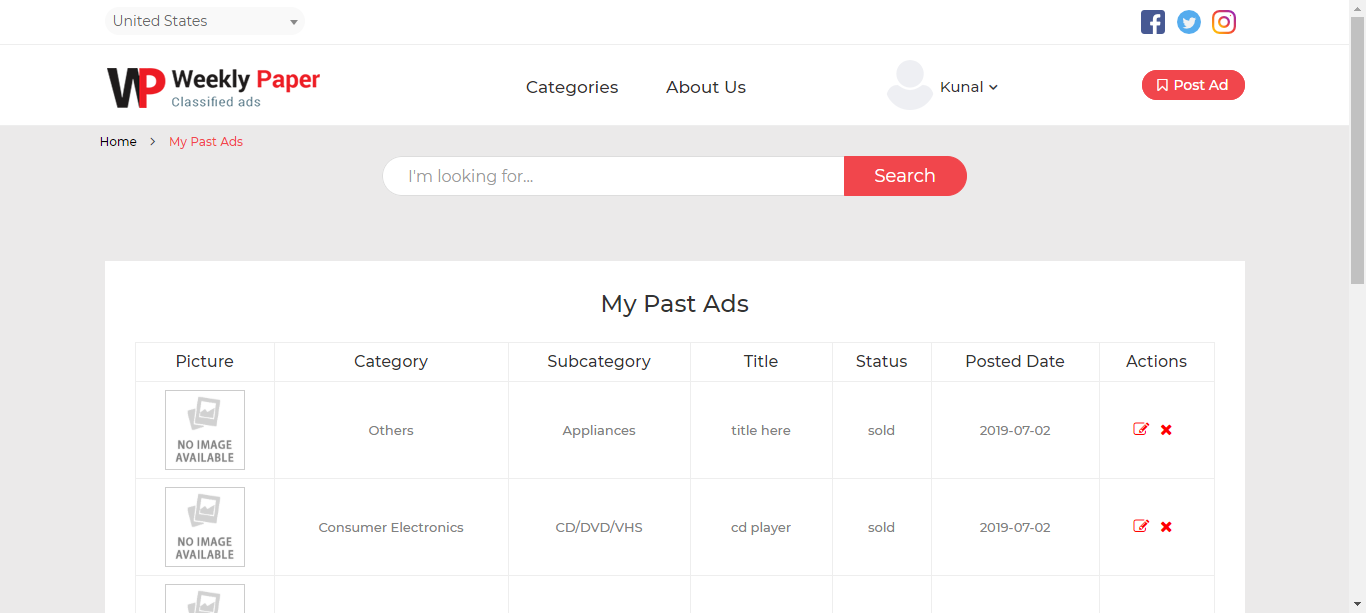 United States
WP Weekly Paper
Classified ads
Categories
About Us
Kunal
Post Ad
Home > My Past Ads
I'm looking for...
Search
My Past Ads
Picture Category Subcategory Title Status Posted Date Actions
NO IMAGE
AVAILABLE
Others Appliances title here sold 2019-07-02
NO IMAGE
AVAILABLE
Consumer Electronics CD/DVD/VHS cd player sold 2019-07-02